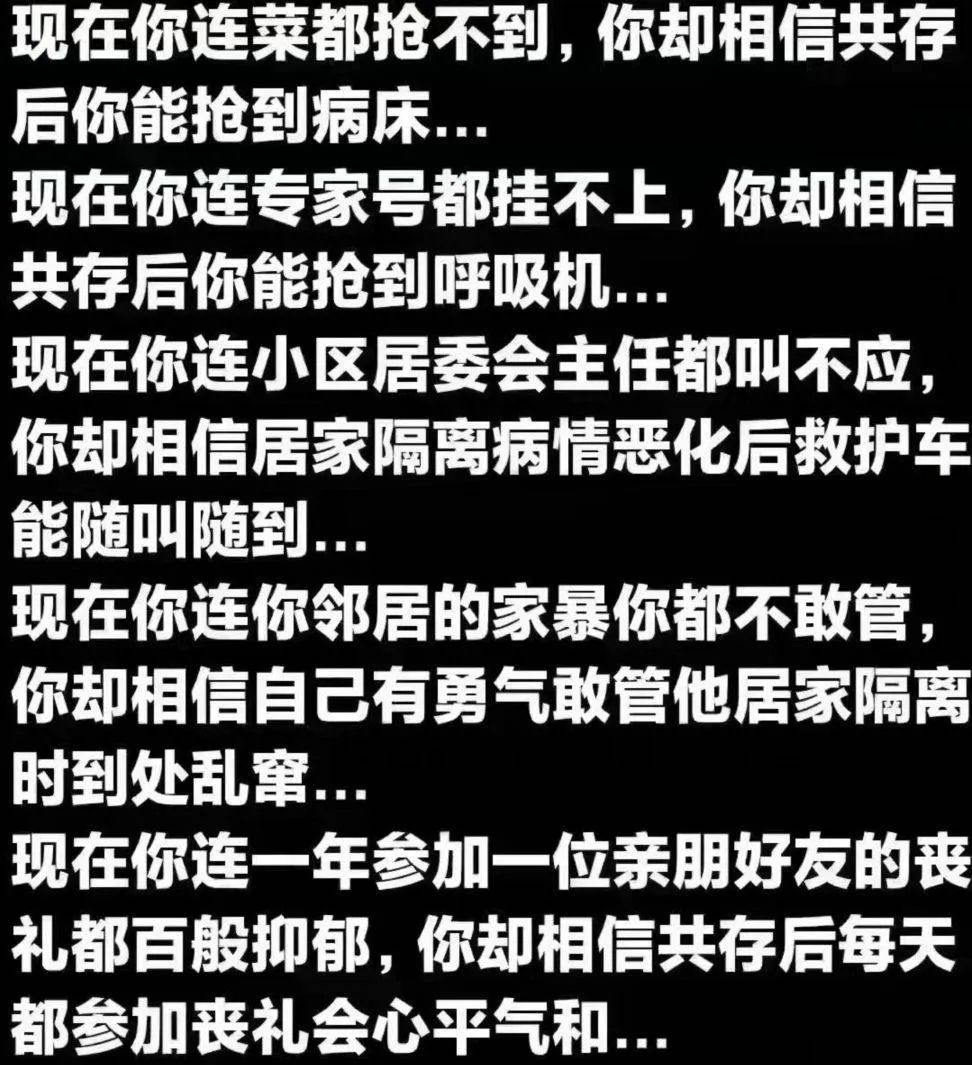 现在你连菜都抢不到，你却相信共存
后你能抢到病床...
现在你连专家号都挂不上，你却相信
共存后你能抢到呼吸机...
现在你连小区居委会主任都叫不应，
你却相信居家隔离病情恶化后救护车
能随叫随到...
现在你连你邻居的家暴你都不敢管，
你却相信自己有勇气敢管他居家隔离
时到处乱窜...
现在你连一年参加一位亲朋好友的丧
礼都百般抑郁，你却相信共存后每天
都参加丧礼会心平气和...